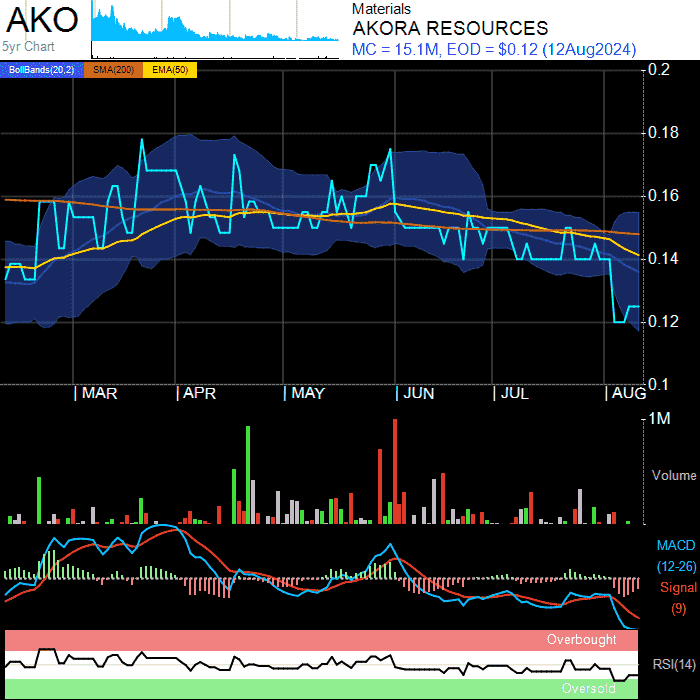 AKO
5yr Chart
Materials
AKORA RESOURCES
MC = 15.1M, EOD = $0.12 (12Aug2024)
BollBands(20,2) SMA(200) EMA(50)
0.2
0.18
0.16
0.14
0.12
0.1
MAR APR MAY JUN JUL AUG
1M
Volume
MACD
(12-26)
Signal
(9)
Overbought
RSI(14)
Oversold